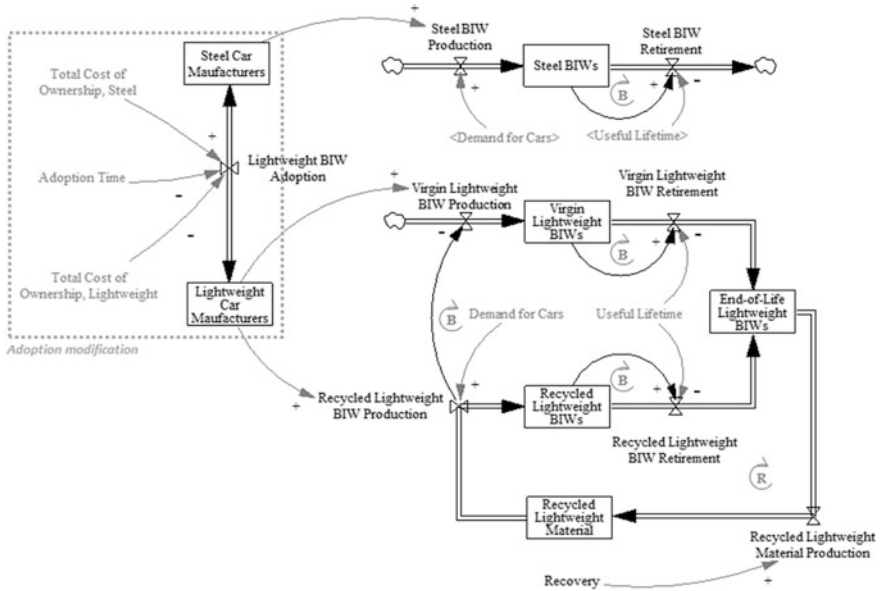 Steel BIW
Production
Steel BIW
Retirement
+
Steel Car
Maufacturers
Steel BIWs
B
+
+
-
Total Cost of
Ownership, Steel
<Demand for Cars>
<Useful Lifetime>
+
Lightweight BIW
Adoption
Adoption Time
-
-
+
Virgin Lightweight
BIW Production
Virgin Lightweight
BIW Retirement
Virgin
Lightweight
BIWs
-
B
+
-
Total Cost of
Ownership, Lightweight
Lightweight
Car
Maufacturers
B
Demand for Cars
Useful Lifetime
End-of-Life
Lightweight
BIWs
Adoption modification
+
Recycled Lightweight
BIW Production
+
Recycled
Lightweight
BIWs
B
+
-
Recycled Lightweight
BIW Retirement
R
Recycled
Lightweight
Material
Recycled Lightweight
Material Production
Recovery
+